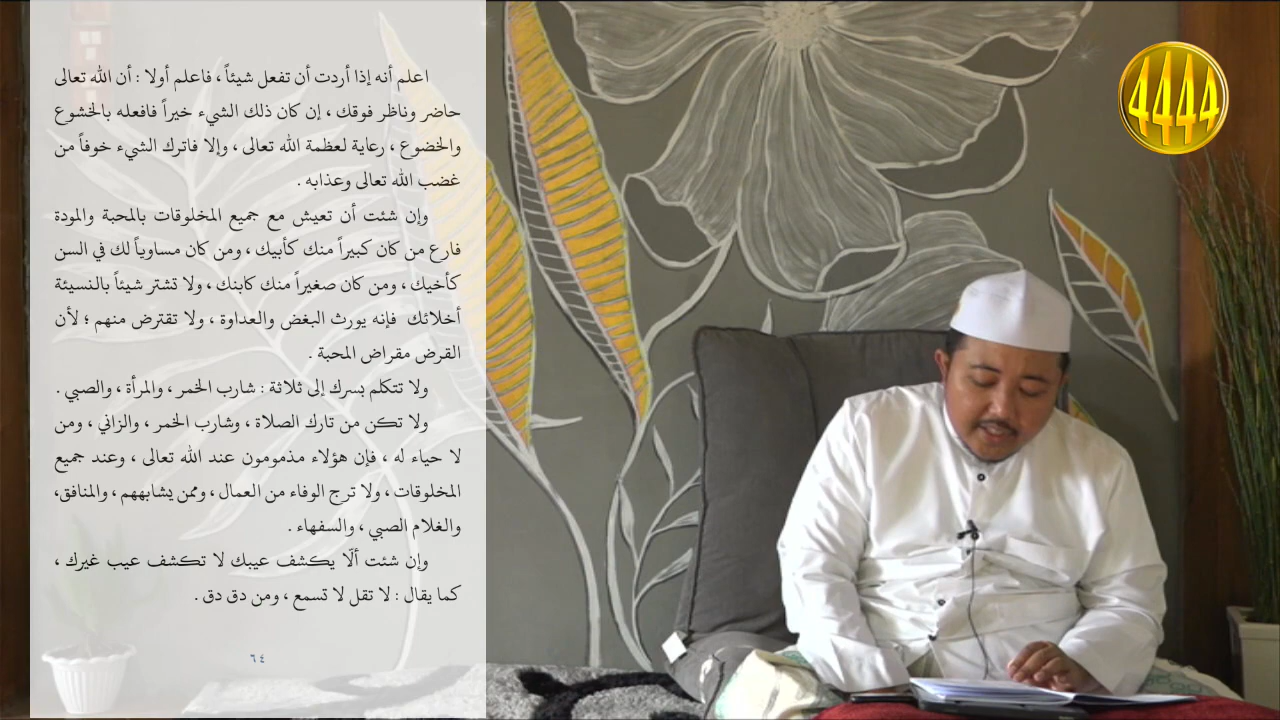 اعلم أنه إذا أردت أن تفعل شيئاً ، فاعلم أولا : أن الله تعالى
حاضر وناظر فوقك ، إن كان ذلك الشيء خيراً فافعله بالخشوع
والخضوع ، رعاية لعظمة الله تعالى ، وإلا فاترك الشيء خوفاً من
غضب الله تعالى وعذابه .
وإن شئت أن تعيش مع جميع المخلوقات بالمحبة والمودة
فارع من كان كبيراً منك كأبيك ، ومن كان مساوياً لك في السن
كأخيك ، ومن كان صغيراً منك كابنك ، ولا تشتر شيئاً بالنسيئة
أخلائك فإنه يورث البغض والعداوة ، ولا تقترض منهم ؛ لأن
القرض مقراض المحبة .
ولا تتكلم بسرك إلى ثلاثة : شارب الخمر ، والمرأة ، والصبي .
ولا تكن من تارك الصلاة ، وشارب الخمر ، والزاني ، ومن
لا حياء له ، فإن هؤلاء مذمومون عند الله تعالى ، وعند جميع
المخلوقات ، ولا ترج الوفاء من العمال ، وممن يشابههم ، والمنافق،
والغلام الصبي ، والسفهاء .
وإن شئت ألّا يكشف عيبك لا تكشف عيب غيرك ،
كما يقال : لا تقل لا تسمع ، ومن دق دق .
٦٤
4444